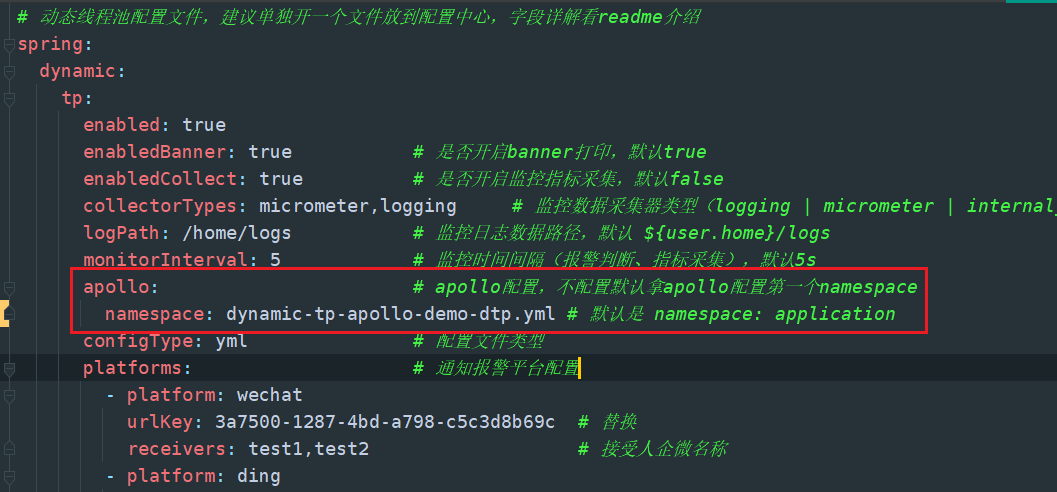 # 动态线程池配置文件，建议单独开一个文件放到配置中心，字段详解看readme介绍
spring:
dynamic:
tp:
enabled: true
enabledBanner: true # 是否开启banner打印，默认true
enabledCollect: true # 是否开启监控指标采集，默认false
collectorTypes: micrometer,logging # 监控数据采集器类型（logging | micrometer | internal_
logPath: /home/logs # 监控日志数据路径，默认 ${user.home}/logs
monitorInterval: 5 # 监控时间间隔（报警判断、指标采集），默认5s
apollo: # apollo配置，不配置默认拿apollo配置第一个namespace
namespace: dynamic-tp-apollo-demo-dtp.yml # 默认是 namespace: application
configType: yml # 配置文件类型
platforms: # 通知报警平台配置
- platform: wechat
urlKey: 3a7500-1287-4bd-a798-c5c3d8b69c # 替换
receivers: test1,test2 # 接受人企微名称
- platform: ding